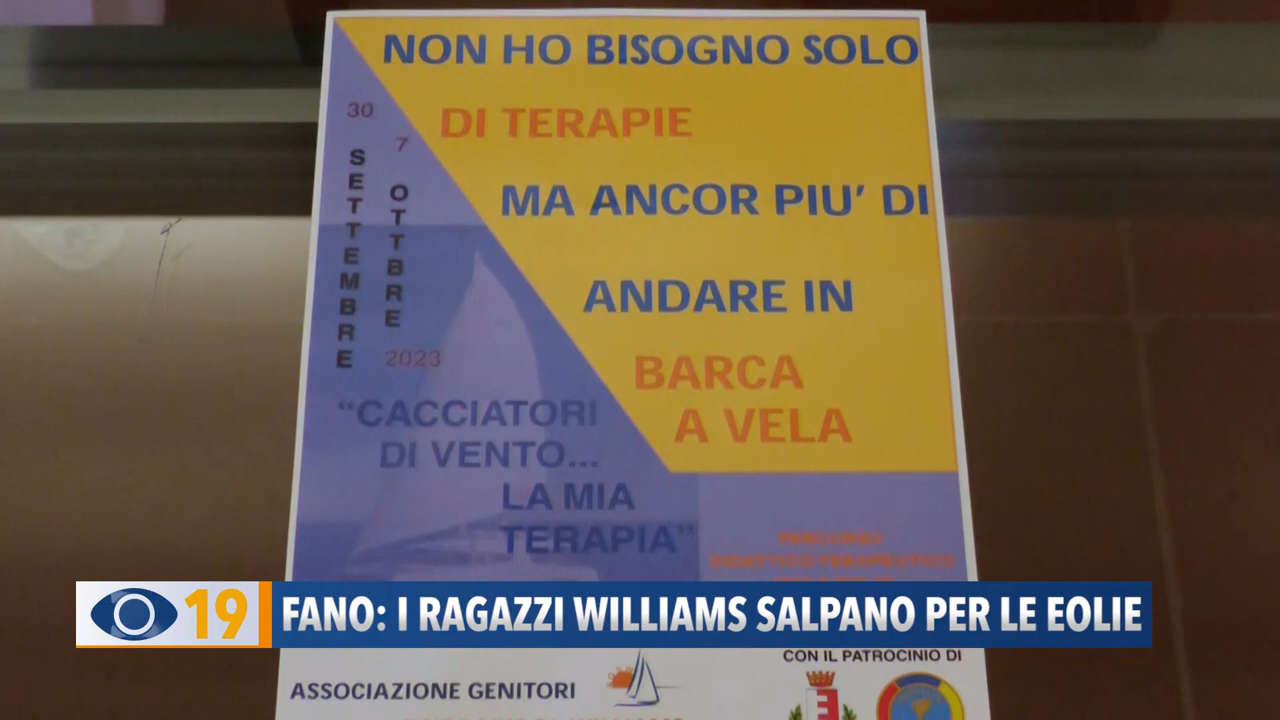 NON HO BISOGNO SOLO
DI TERAPIE
MA ANCOR PIU' DI
ANDARE IN
BARCA
A VELA
30
SETTEMBRE
7
OTTBRE
2023
“CACCIATORI
DI VENTO...
LA MIA
TERAPIA”
PERCORSO
DIDATTICO TERAPEUTICO
19
FANO: I RAGAZZI WILLIAMS SALPANO PER LE EOLIE
CON IL PATROCINIO DI
ASSOCIAZIONE GENITORI